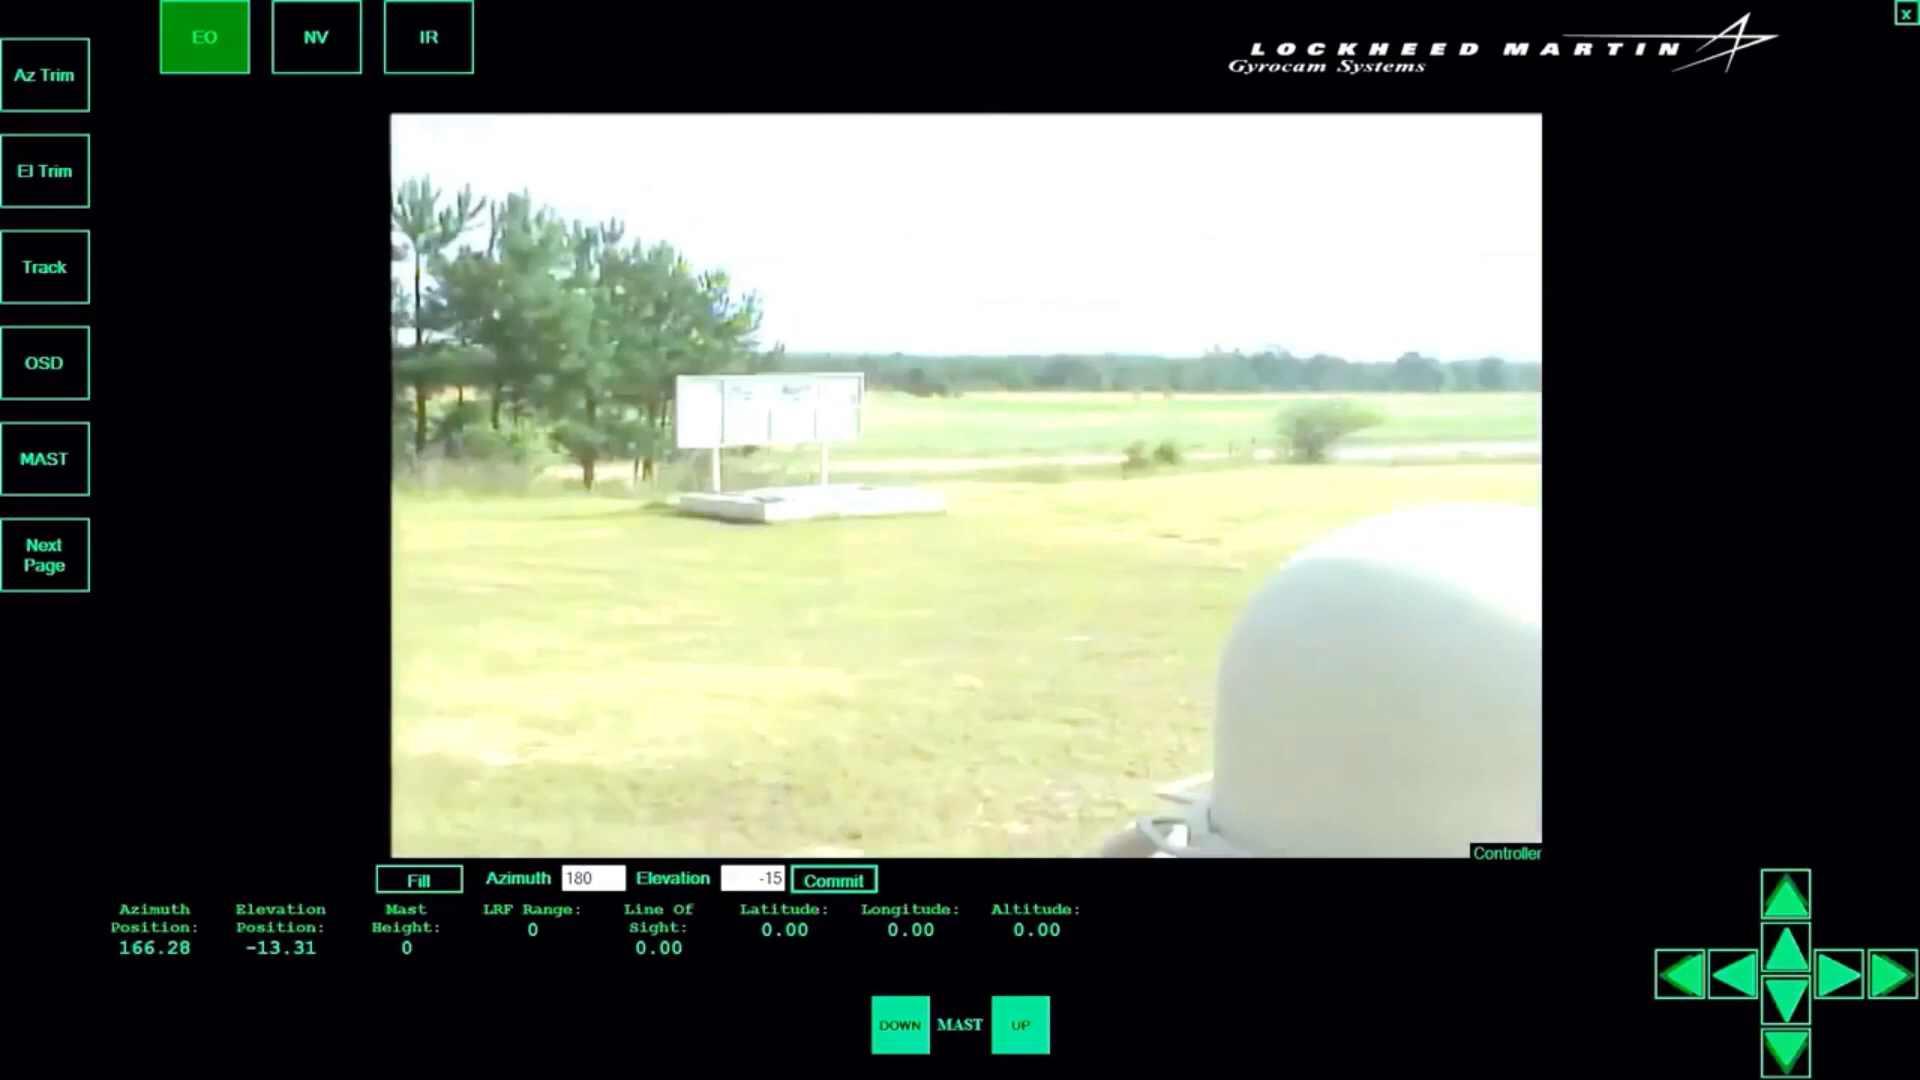 EO
NV
IR
x
LOCKHEED MARTIN
Gyrocam Systems
Az Trim
El Trim
Track
OSD
MAST
Next
Page
Controller
Fill
Azimuth 180 Elevation -15 Commit
Azimuth
Position:
166.28
Elevation
Position:
-13.31
Mast
Height:
0
LRF Range:
0
Line Of
Sight:
0.00
Latitude:
0.00
Longitude:
0.00
Altitude:
0.00
DOWN MAST UP